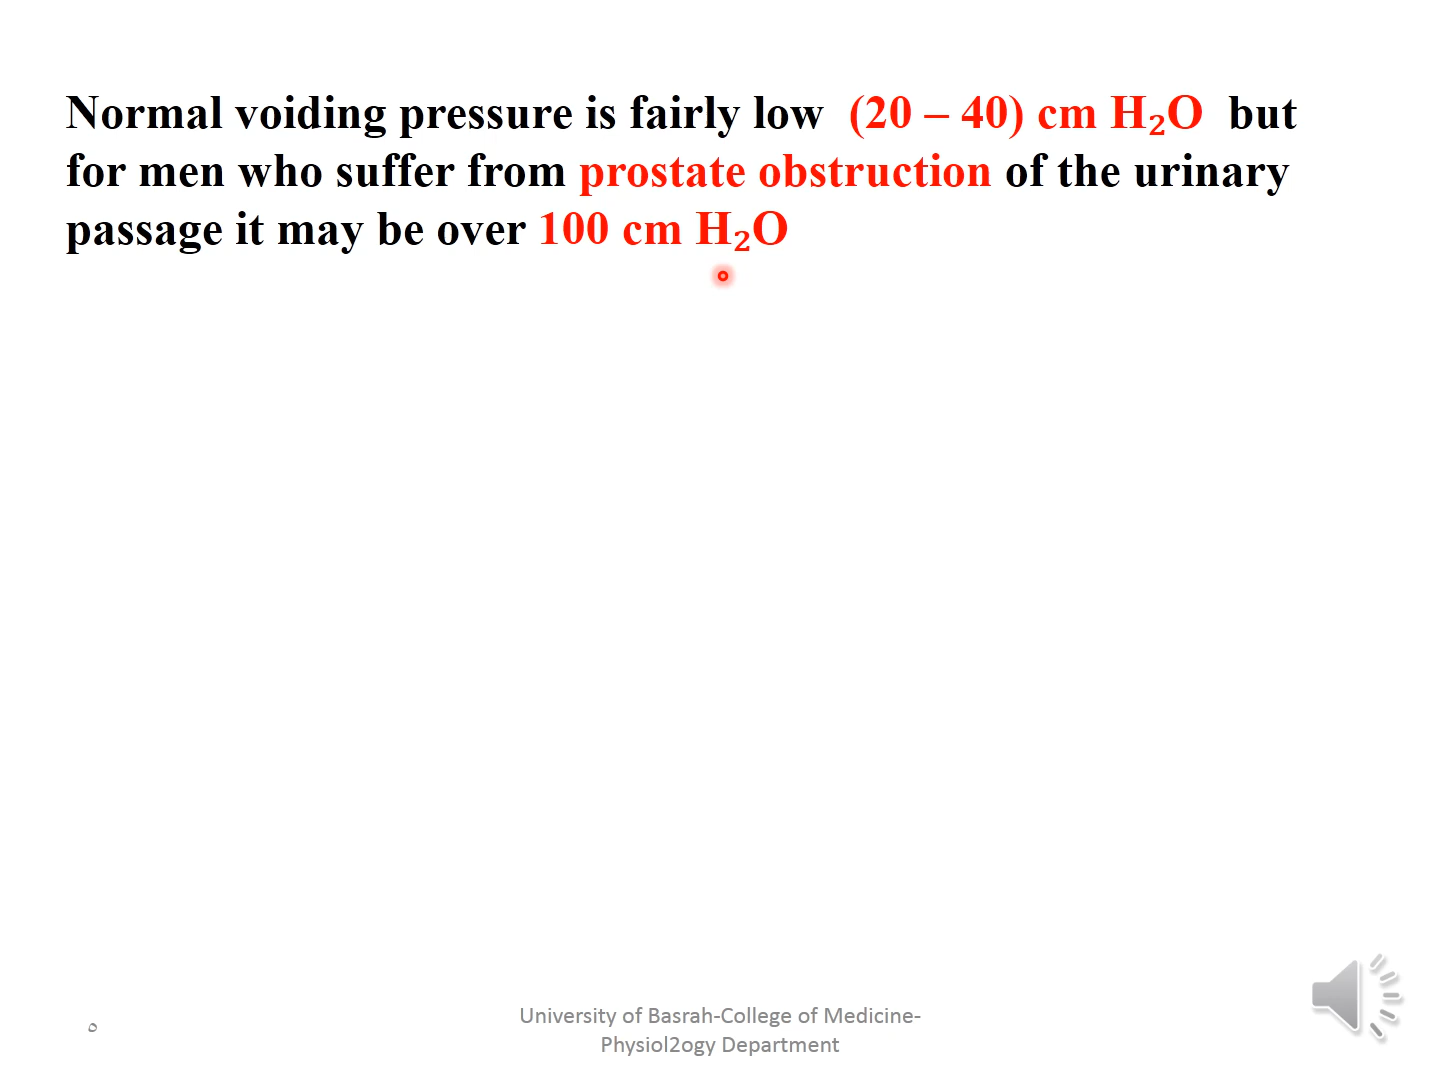 Normal voiding pressure is fairly low (20 – 40) cm H₂O but
for men who suffer from prostate obstruction of the urinary
passage it may be over 100 cm H₂O
٥
University of Basrah-College of Medicine-
Physiol2ogy Department